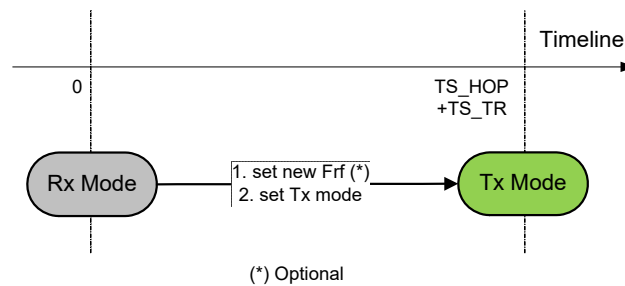 Timeline
0
TS_HOP
+TS_TR
Rx Mode
1. set new Frf (*)
2. set Tx mode
Tx Mode
(*) Optional